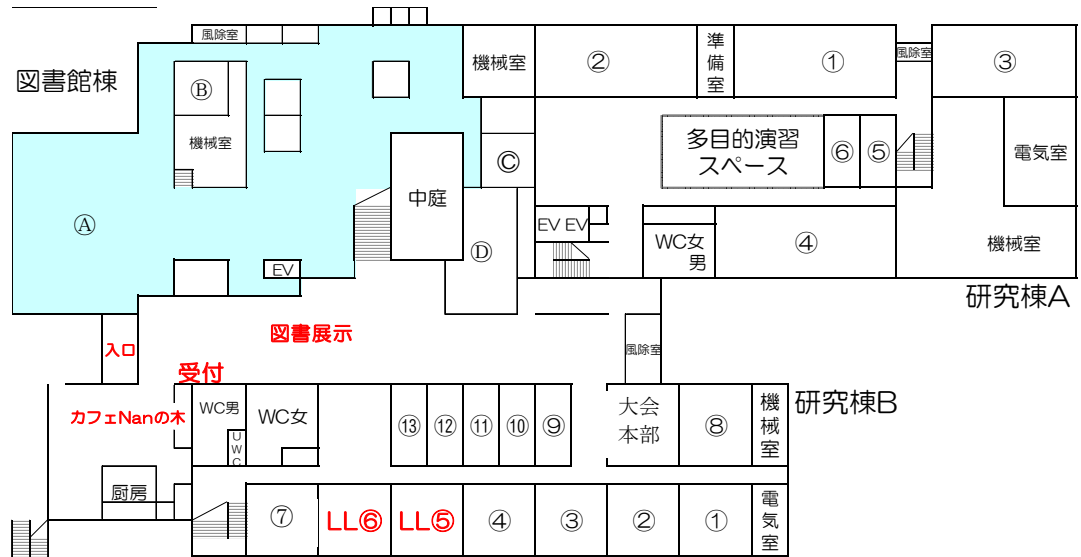 風除室
機械室
②
準備室
①
風除室
③
図書館棟
Ⓑ
機械室
多目的演習
スペース
⑥
⑤
電気室
Ⓒ
中庭
Ⓐ
EV EV
WC女
男
④
機械室
Ⓓ
EV
研究棟A
図書展示
入口
風除室
受付
カフェNanの木
WC男
WC女
UWC
⑬
⑫
⑪
⑩
⑨
大会
本部
⑧
機械室
研究棟B
厨房
⑦
LL⑥
LL⑤
④
③
②
①
電気室